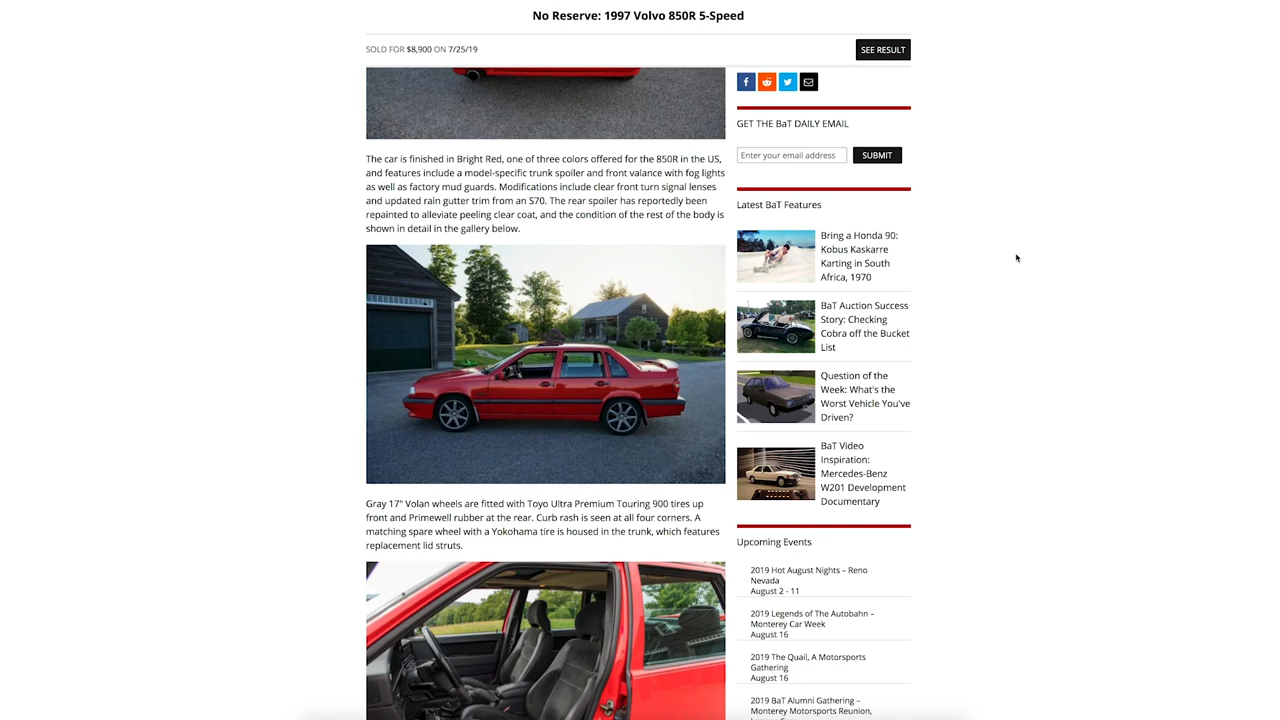 No Reserve: 1997 Volvo 850R 5-Speed
SOLD FOR $8,900 ON 7/25/19
SEE RESULT
The car is finished in Bright Red, one of three colors offered for the 850R in the US,
and features include a model-specific trunk spoiler and front valance with fog lights
as well as factory mud guards. Modifications include clear front turn signal lenses
and updated rain gutter trim from an S70. The rear spoiler has reportedly been
repainted to alleviate peeling clear coat, and the condition of the rest of the body is
shown in detail in the gallery below.
Gray 17" Volan wheels are fitted with Toyo Ultra Premium Touring 900 tires up
front and Primewell rubber at the rear. Curb rash is seen at all four corners. A
matching spare wheel with a Yokohama tire is housed in the trunk, which features
replacement lid struts.
GET THE BaT DAILY EMAIL
Enter your email address
SUBMIT
Latest BaT Features
Bring a Honda 90:
Kobus Kaskarre
Karting in South
Africa, 1970
BaT Auction Success
Story: Checking
Cobra off the Bucket
List
Question of the
Week: What's the
Worst Vehicle You've
Driven?
BaT Video
Inspiration:
Mercedes-Benz
W201 Development
Documentary
Upcoming Events
2019 Hot August Nights – Reno
Nevada
August 2 - 11
2019 Legends of The Autobahn –
Monterey Car Week
August 16
2019 The Quail, A Motorsports
Gathering
August 16
2019 BaT Alumni Gathering –
Monterey Motorsports Reunion,